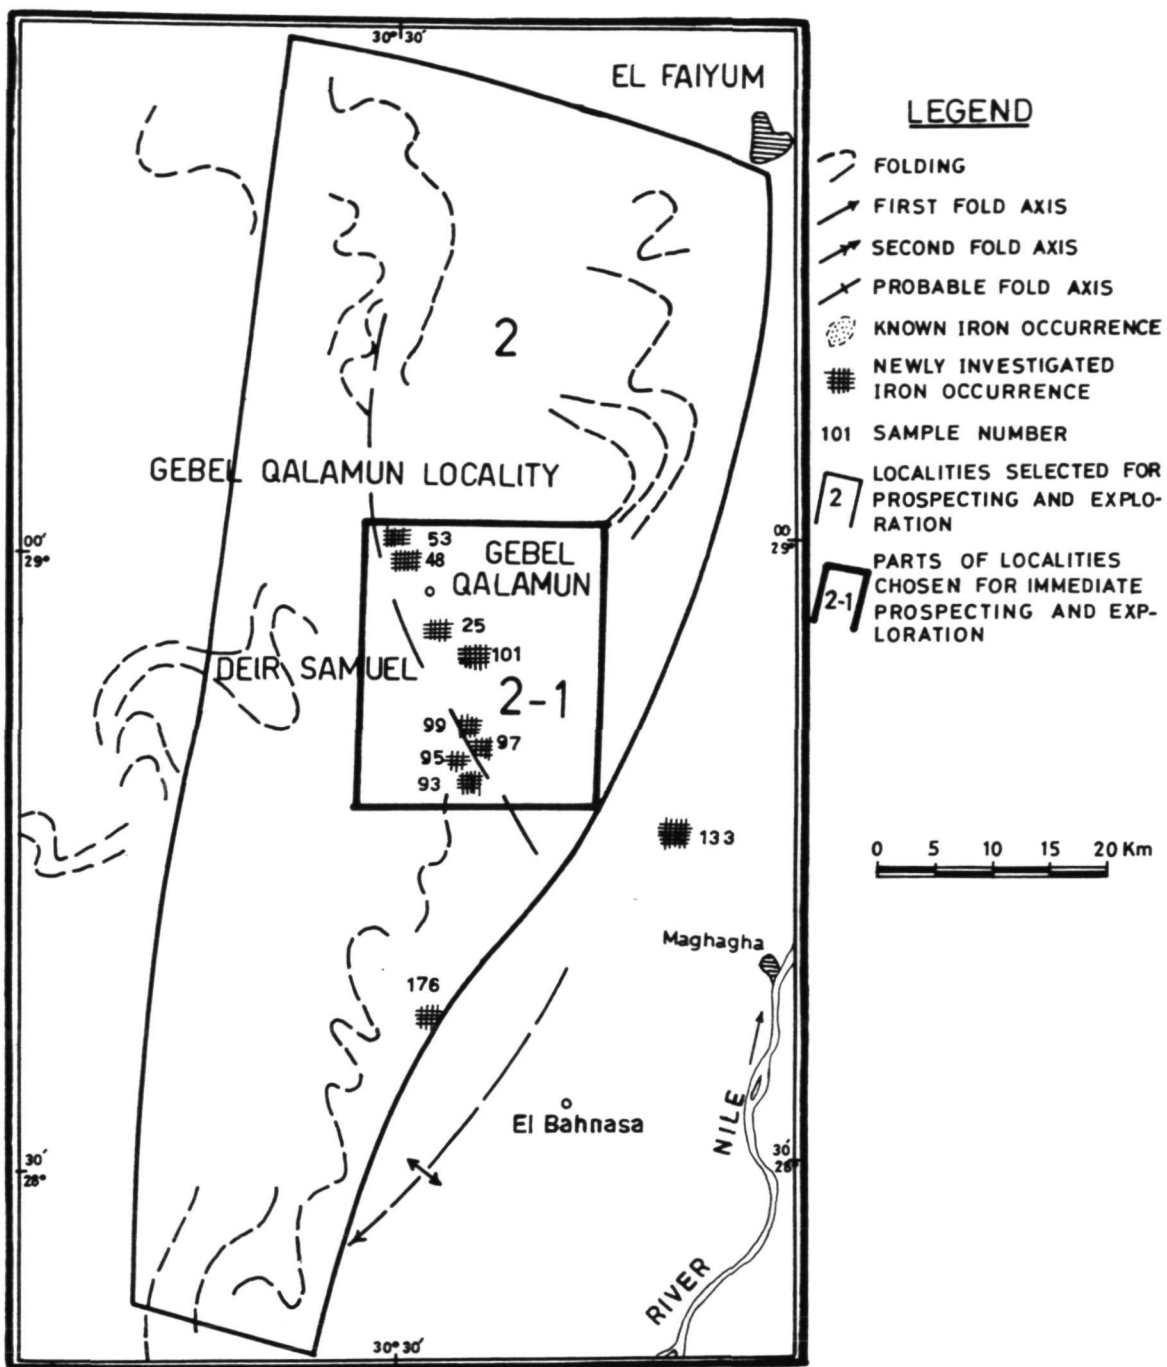 30° 30′
EL FAIYUM
2
GEBEL QALAMUN LOCALITY
00′
29°
00
29°
53
48
GEBEL
QALAMUN
25
101
DEIR SAMUEL
2-1
99
97
95
93
133
Maghagha
176
El Bahnasa
NILE
RIVER
30′
28°
30′
28°
30° 30′
LEGEND
FOLDING
FIRST FOLD AXIS
SECOND FOLD AXIS
PROBABLE FOLD AXIS
KNOWN IRON OCCURRENCE
NEWLY INVESTIGATED
IRON OCCURRENCE
101 SAMPLE NUMBER
2
LOCALITIES SELECTED FOR
PROSPECTING AND EXPLO-
RATION
2-1
PARTS OF LOCALITIES
CHOSEN FOR IMMEDIATE
PROSPECTING AND EXP-
LORATION
0 5 10 15 20 Km